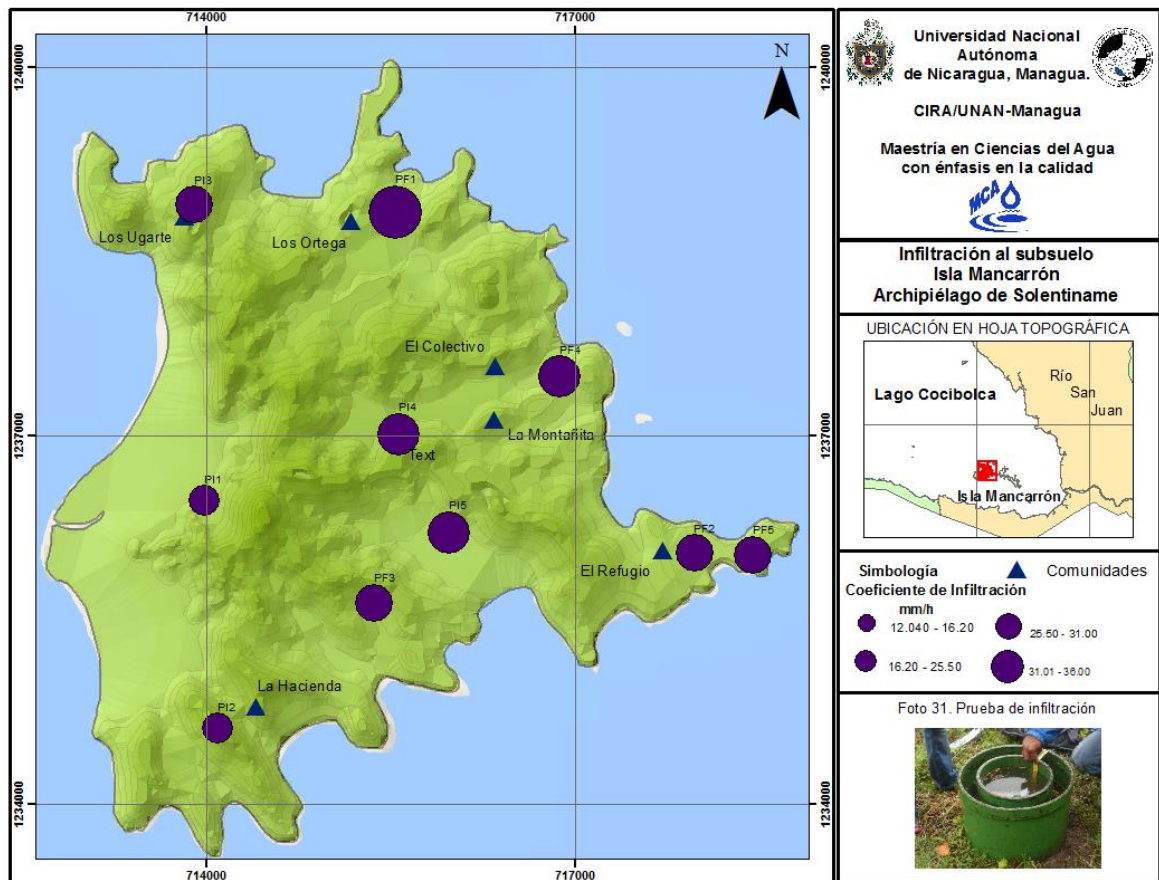 714000
717000
1240000
1240000
N
PI3
PF1
Los Ugarte
Los Ortega
El Colectivo
PF4
1237000
1237000
PI4
La Montañita
Text
PI1
PI5
PF2
PF5
El Refugio
PF3
La Hacienda
PI2
1234000
1234000
714000
717000
Universidad Nacional
Autónoma
de Nicaragua, Managua.
CIRA/UNAN-Managua
Maestría en Ciencias del Agua
con énfasis en la calidad
MCA
Infiltración al subsuelo
Isla Mancarrón
Archipiélago de Solentiname
UBICACIÓN EN HOJA TOPOGRÁFICA
Lago Cocibolca
Río
San
Juan
Isla Mancarrón
Simbología
Comunidades
Coeficiente de Infiltración
mm/h
12.040 - 16.20
25.50 - 31.00
16.20 - 25.50
31.01 - 36.00
Foto 31. Prueba de infiltración